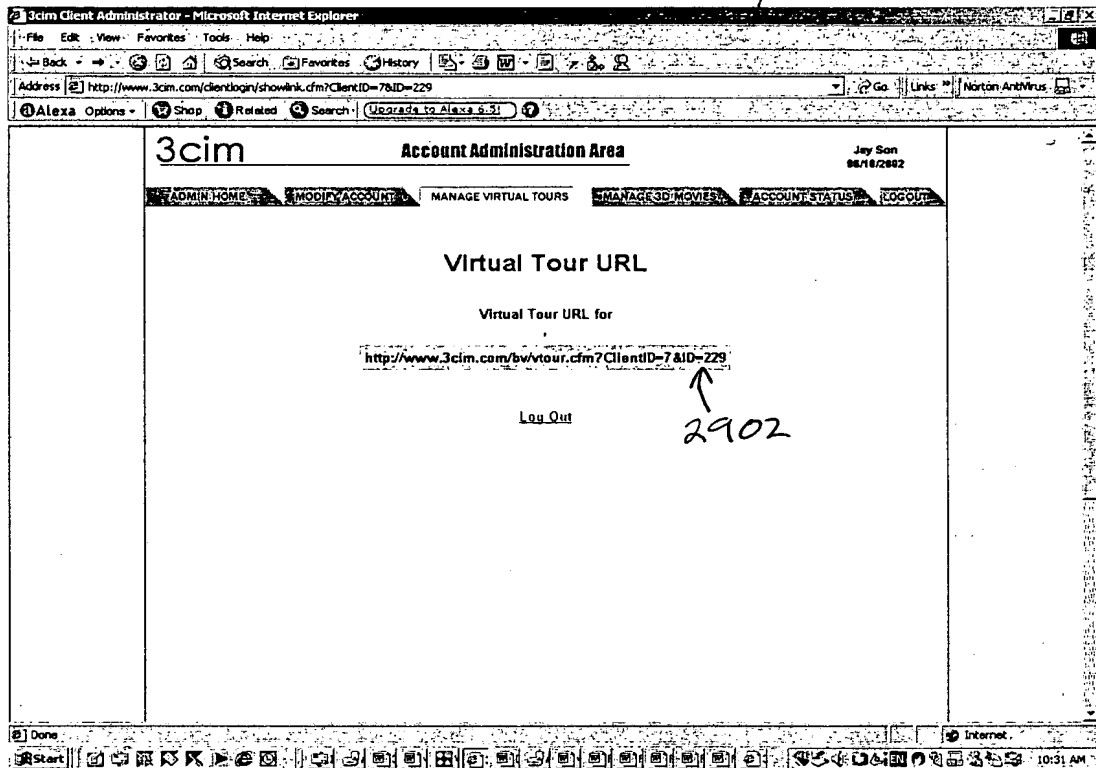 3cim Client Administrator - Microsoft Internet Explorer
File Edit View Favorites Tools Help
Back Search Favorites History
Address http://www.3cim.com/clientlogin/showlink.cfm?ClientID=7&ID=229 Go Links » Norton AntiVirus
Alexa Options Shop Related Search Upgrade to Alexa 6.5!
3cim Account Administration Area Jay San
06/18/2002
ADMIN HOME MODIFY ACCOUNT MANAGE VIRTUAL TOURS MANAGE 3D MOVIES ACCOUNT STATUS LOGOUT
Virtual Tour URL
Virtual Tour URL for
http://www.3cim.com/bv/vtour.cfm?ClientID=7&ID=229
Log Out
2902
Done Internet
Start 10:31 AM